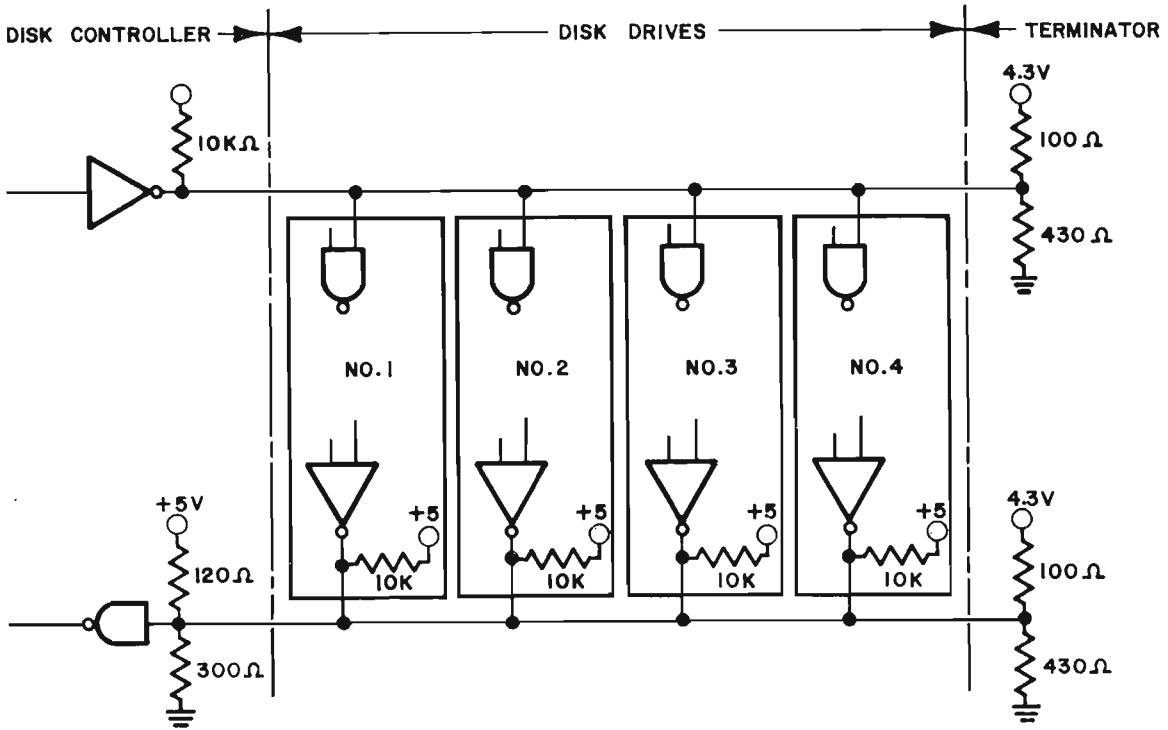 DISK CONTROLLER
DISK DRIVES
TERMINATOR
4.3V
10KΩ
100Ω
430Ω
NO.1
NO.2
NO.3
NO.4
+5V
+5
+5
+5
+5
4.3V
120Ω
10K
10K
10K
10K
100Ω
300Ω
430Ω